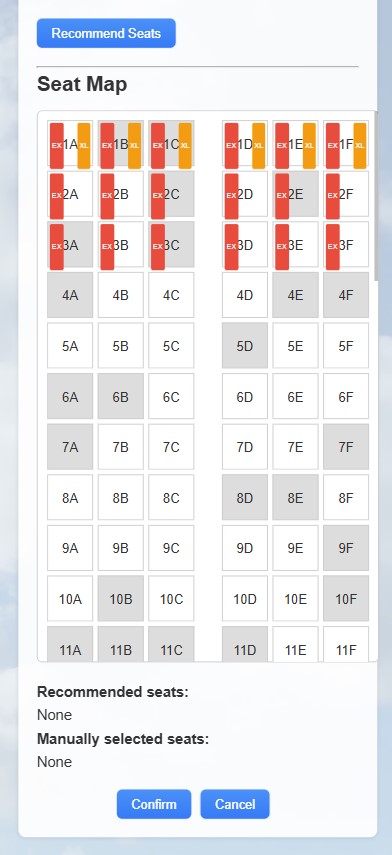 Recommend Seats
Seat Map
EX 1A XL EX 1B XL EX 1C XL EX 1D XL EX 1E XL EX 1F XL
EX 2A EX 2B EX 2C EX 2D EX 2E EX 2F
EX 3A EX 3B EX 3C EX 3D EX 3E EX 3F
4A 4B 4C 4D 4E 4F
5A 5B 5C 5D 5E 5F
6A 6B 6C 6D 6E 6F
7A 7B 7C 7D 7E 7F
8A 8B 8C 8D 8E 8F
9A 9B 9C 9D 9E 9F
10A 10B 10C 10D 10E 10F
11A 11B 11C 11D 11E 11F
Recommended seats:
None
Manually selected seats:
None
Confirm Cancel